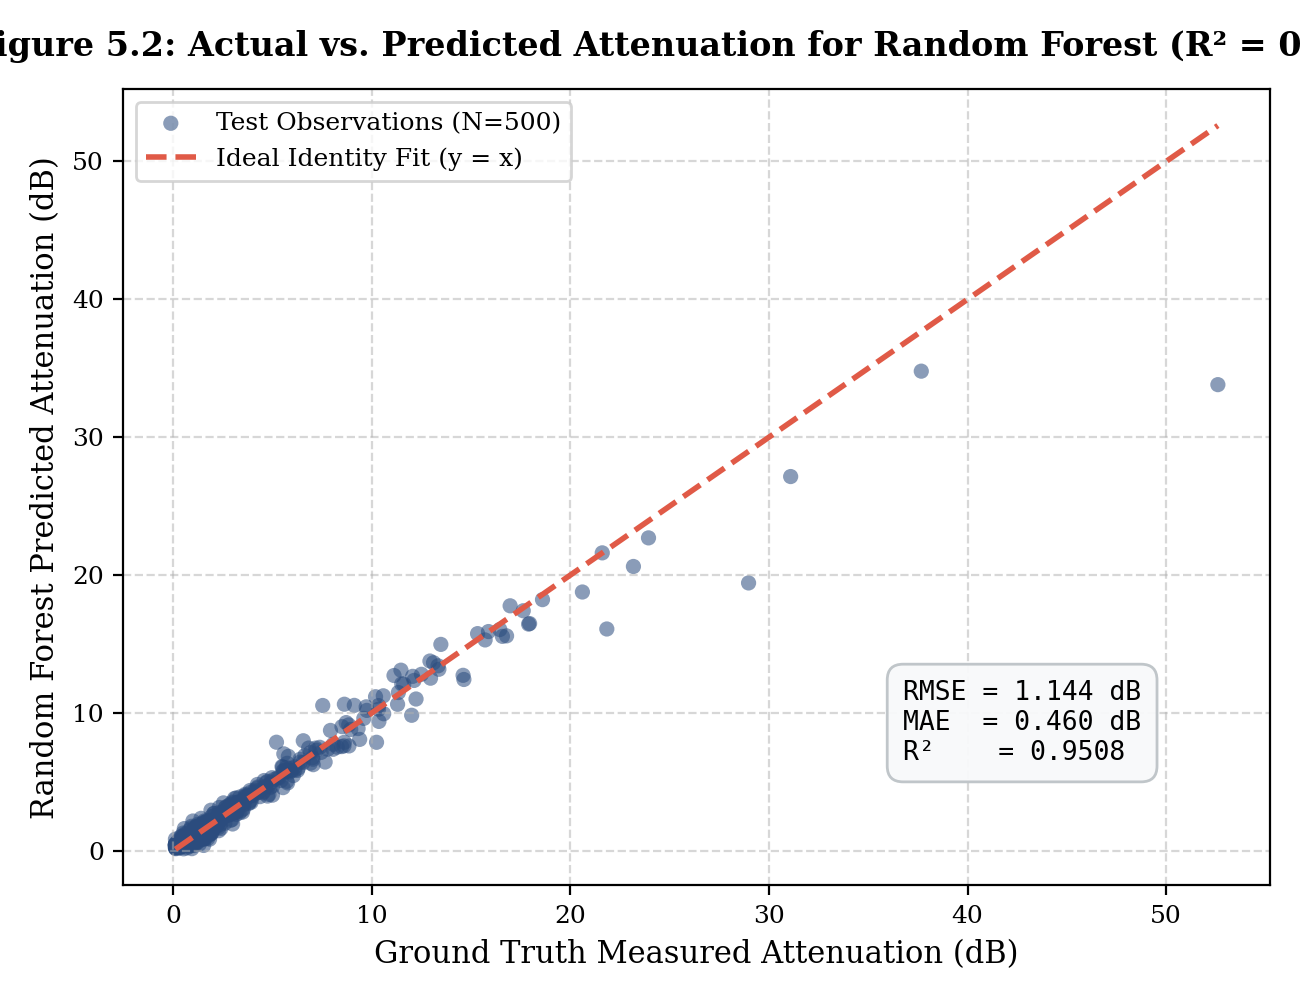 igure 5.2: Actual vs. Predicted Attenuation for Random Forest (R² = 0
Test Observations (N=500)
Ideal Identity Fit (y = x)
Random Forest Predicted Attenuation (dB)
50
40
30
20
10
0
RMSE = 1.144 dB
MAE = 0.460 dB
R² = 0.9508
0 10 20 30 40 50
Ground Truth Measured Attenuation (dB)